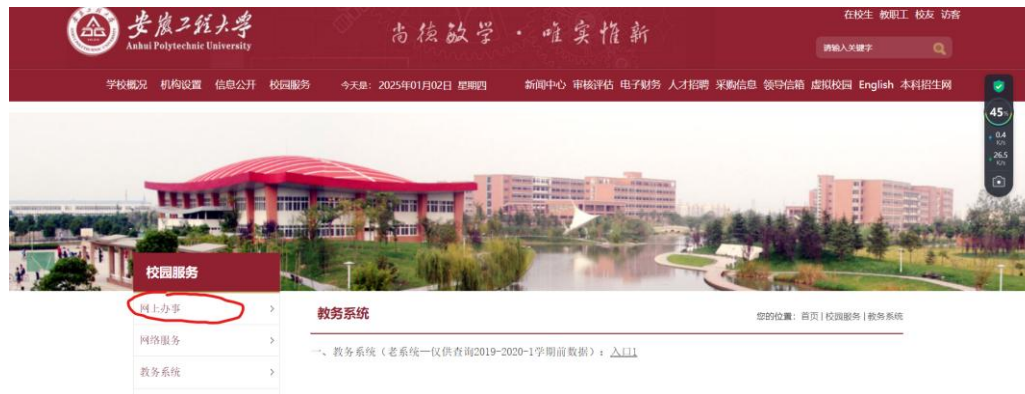 安徽工程大学
Anhui Polytechnic University
尚德敏学 · 唯实惟新
在校生 教职工 校友 访客
请输入关键字
学校概况 机构设置 信息公开 校园服务 今天是：2025年01月02日 星期四 新闻中心 审核评估 电子财务 人才招聘 采购信息 领导信箱 虚拟校园 English 本科招生网
45%
0.4
K/s
26.5
K/s
校园服务
网上办事 >
网络服务 >
教务系统 >
教务系统
您的位置：首页|校园服务|教务系统
一、教务系统（老系统—仅供查询2019-2020-1学期前数据）：入口1